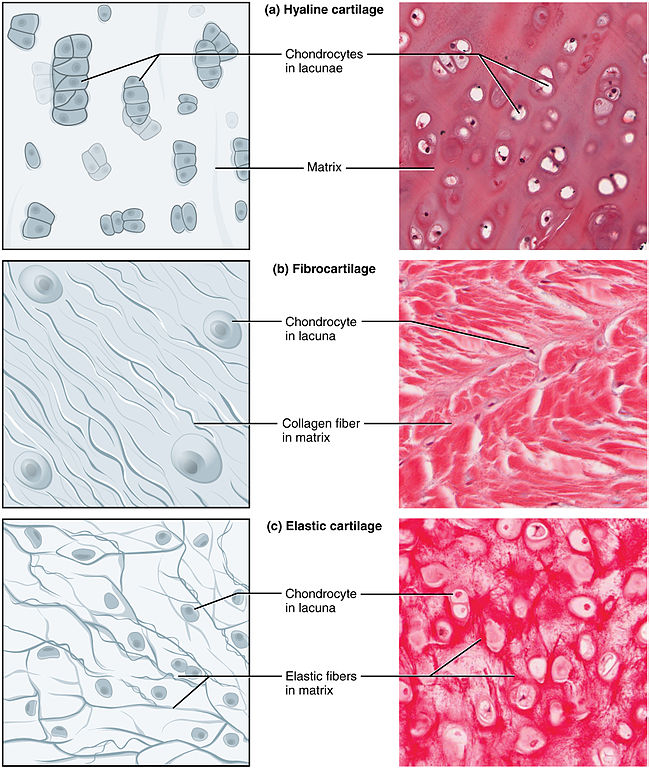 (a) Hyaline cartilage
Chondrocytes
in lacunae
Matrix
(b) Fibrocartilage
Chondrocyte
in lacuna
Collagen fiber
in matrix
(c) Elastic cartilage
Chondrocyte
in lacuna
Elastic fibers
in matrix